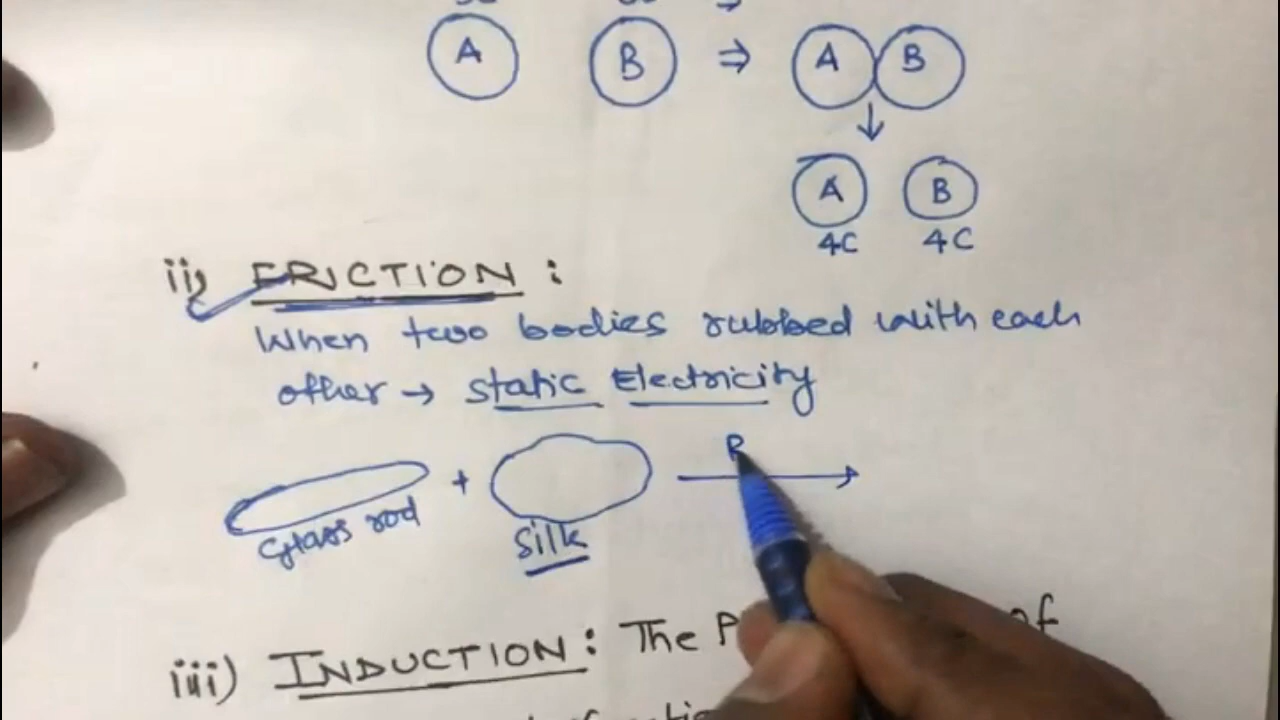 A B ⇒ A B
↓
A B
4C 4C
ii) FRICTION :
When two bodies rubbed with each
other → Static Electricity
+ → R
Glass rod Silk
iii) INDUCTION : The of